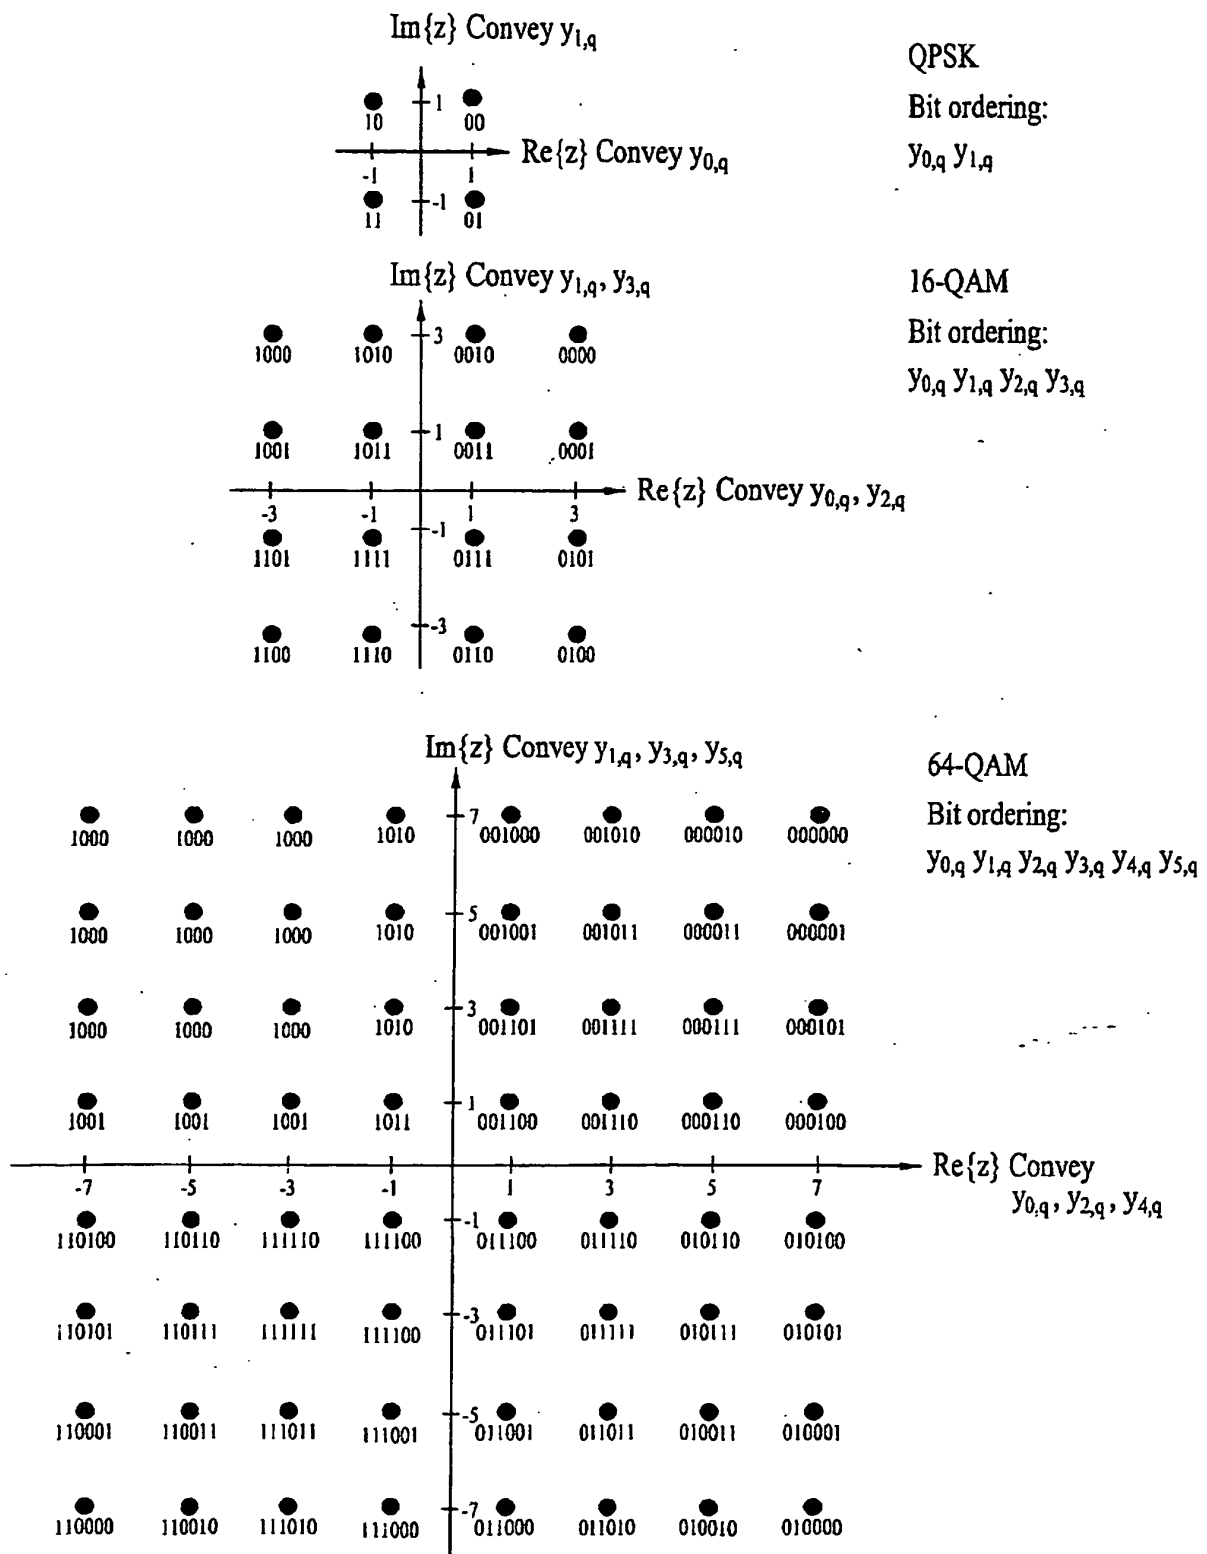 Im{z} Convey y1,q
QPSK
Bit ordering:
y0,q y1,q
1
10 00
Re{z} Convey y0,q
-1 1
-1
11 01
Im{z} Convey y1,q, y3,q
16-QAM
Bit ordering:
y0,q y1,q y2,q y3,q
3
1000 1010 0010 0000
1
1001 1011 0011 0001
Re{z} Convey y0,q, y2,q
-3 -1 1 3
-1
1101 1111 0111 0101
-3
1100 1110 0110 0100
Im{z} Convey y1,q, y3,q, y5,q
64-QAM
Bit ordering:
y0,q y1,q y2,q y3,q y4,q y5,q
7
1000 1000 1000 1010 001000 001010 000010 000000
5
1000 1000 1000 1010 001001 001011 000011 000001
3
1000 1000 1000 1010 001101 001111 000111 000101
1
1001 1001 1001 1011 001100 001110 000110 000100
Re{z} Convey
y0,q, y2,q, y4,q
-7 -5 -3 -1 1 3 5 7
-1
110100 110110 111110 111100 011100 011110 010110 010100
-3
110101 110111 111111 111100 011101 011111 010111 010101
-5
110001 110011 111011 111001 011001 011011 010011 010001
-7
110000 110010 111010 111000 011000 011010 010010 010000